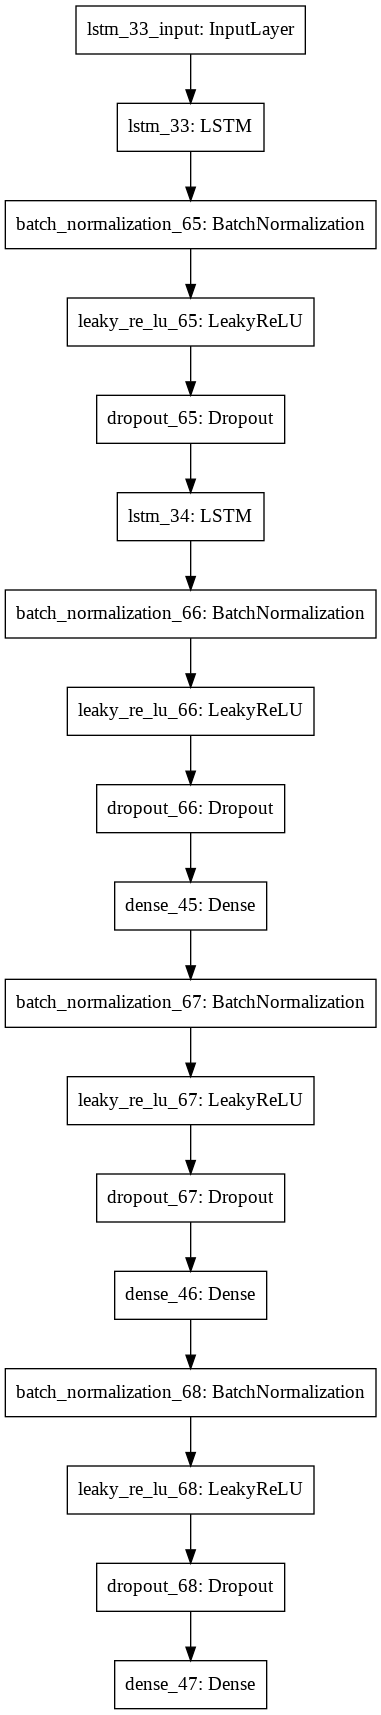 lstm_33_input: InputLayer
lstm_33: LSTM
batch_normalization_65: BatchNormalization
leaky_re_lu_65: LeakyReLU
dropout_65: Dropout
lstm_34: LSTM
batch_normalization_66: BatchNormalization
leaky_re_lu_66: LeakyReLU
dropout_66: Dropout
dense_45: Dense
batch_normalization_67: BatchNormalization
leaky_re_lu_67: LeakyReLU
dropout_67: Dropout
dense_46: Dense
batch_normalization_68: BatchNormalization
leaky_re_lu_68: LeakyReLU
dropout_68: Dropout
dense_47: Dense